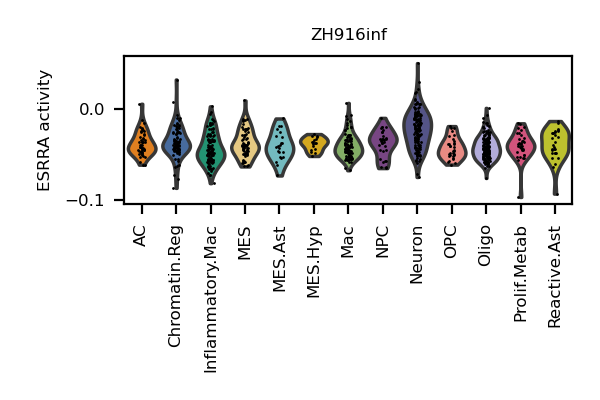 ZH916inf
ESRRA activity
0.0
−0.1
AC
Chromatin.Reg
Inflammatory.Mac
MES
MES.Ast
MES.Hyp
Mac
NPC
Neuron
OPC
Oligo
Prolif.Metab
Reactive.Ast